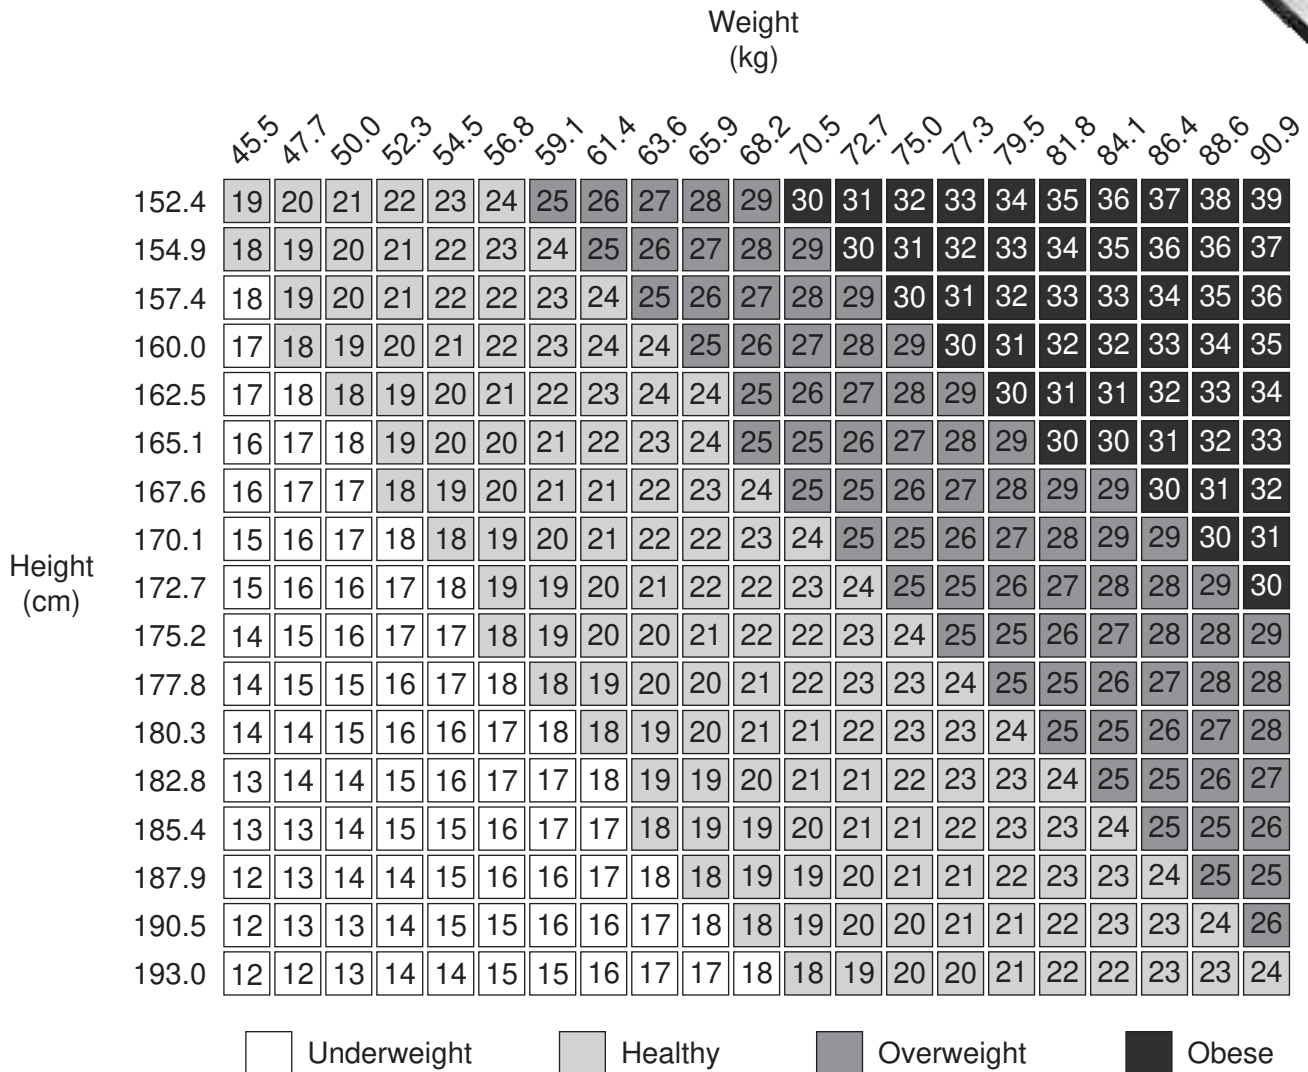 Weight
(kg)
45.5 47.7 50.0 52.3 54.5 56.8 59.1 61.4 63.6 65.9 68.2 70.5 72.7 75.0 77.3 79.5 81.8 84.1 86.4 88.6 90.9
152.4 19 20 21 22 23 24 25 26 27 28 29 30 31 32 33 34 35 36 37 38 39
154.9 18 19 20 21 22 23 24 25 26 27 28 29 30 31 32 33 34 35 36 36 37
157.4 18 19 20 21 22 22 23 24 25 26 27 28 29 30 31 32 33 33 34 35 36
160.0 17 18 19 20 21 22 23 24 24 25 26 27 28 29 30 31 32 32 33 34 35
162.5 17 18 18 19 20 21 22 23 24 24 25 26 27 28 29 30 31 31 32 33 34
165.1 16 17 18 19 20 20 21 22 23 24 25 25 26 27 28 29 30 30 31 32 33
167.6 16 17 17 18 19 20 21 21 22 23 24 25 25 26 27 28 29 29 30 31 32
170.1 15 16 17 18 18 19 20 21 22 22 23 24 25 25 26 27 28 29 29 30 31
Height
(cm)
172.7 15 16 16 17 18 19 19 20 21 22 22 23 24 25 25 26 27 28 28 29 30
175.2 14 15 16 17 17 18 19 20 20 21 22 22 23 24 25 25 26 27 28 28 29
177.8 14 15 15 16 17 18 18 19 20 20 21 22 23 23 24 25 25 26 27 28 28
180.3 14 14 15 16 16 17 18 18 19 20 21 21 22 23 23 24 25 25 26 27 28
182.8 13 14 14 15 16 17 17 18 19 19 20 21 21 22 23 23 24 25 25 26 27
185.4 13 13 14 15 15 16 17 17 18 19 19 20 21 21 22 23 23 24 25 25 26
187.9 12 13 14 14 15 16 16 17 18 18 19 19 20 21 21 22 23 23 24 25 25
190.5 12 13 13 14 15 15 16 16 17 18 18 19 20 20 21 21 22 23 23 24 26
193.0 12 12 13 14 14 15 15 16 17 17 18 18 19 20 20 21 22 22 23 23 24
Underweight Healthy Overweight Obese